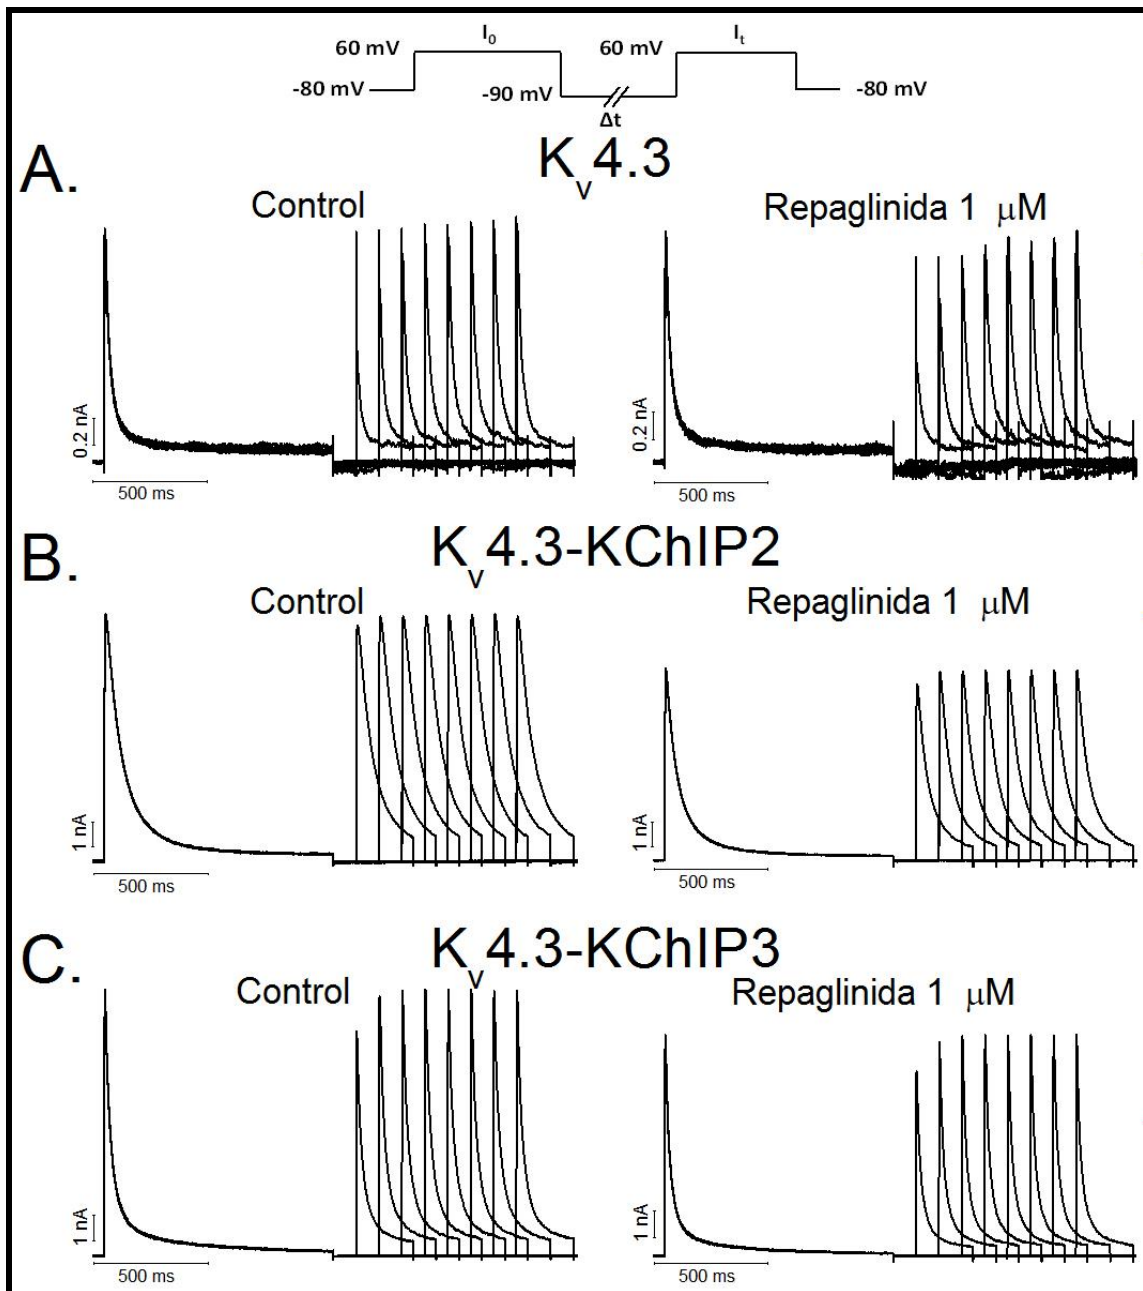 60 mV I₀ 60 mV Iₜ
-80 mV -90 mV -80 mV
Δt
A. Kᵥ4.3
Control Repaglinida 1 μM
0.2 nA 0.2 nA
500 ms 500 ms
B. Kᵥ4.3-KChIP2
Control Repaglinida 1 μM
1 nA 1 nA
500 ms 500 ms
C. Kᵥ4.3-KChIP3
Control Repaglinida 1 μM
1 nA 1 nA
500 ms 500 ms